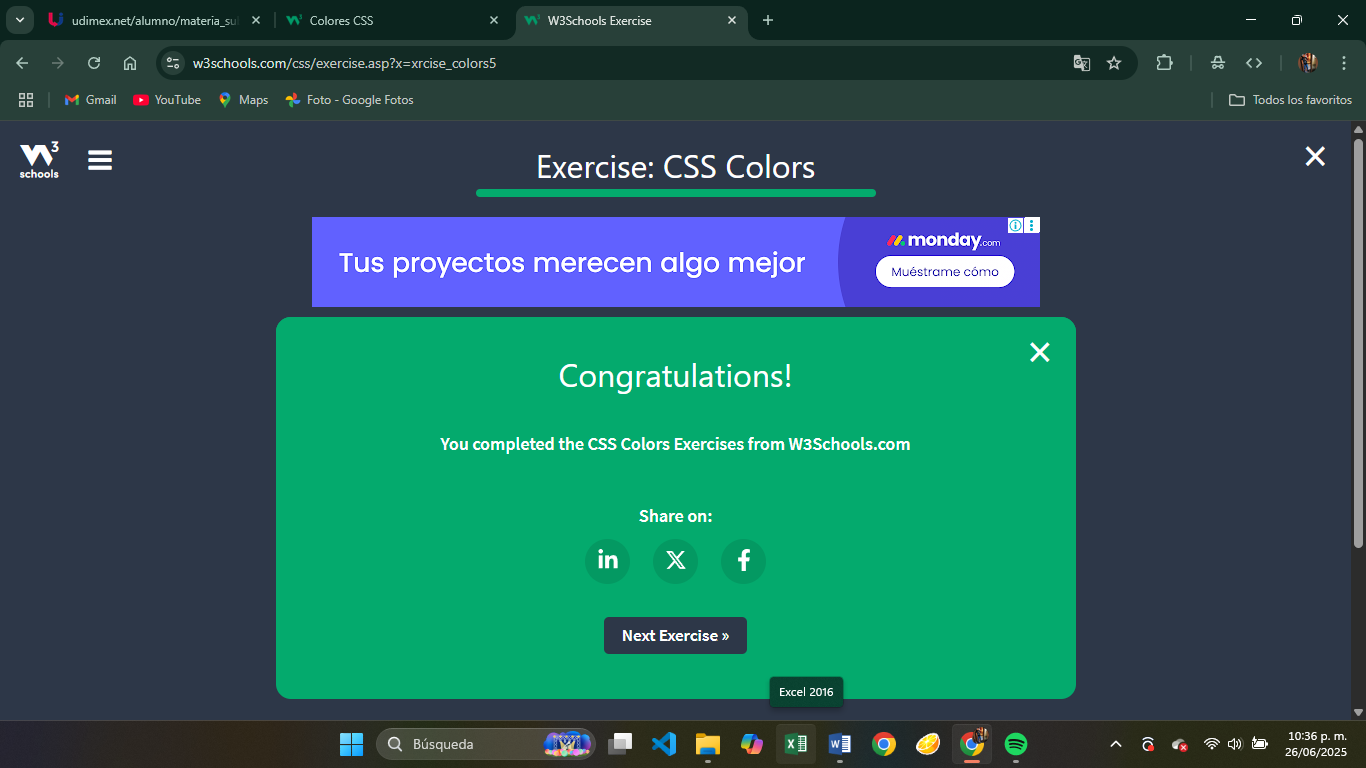 udimex.net/alumno/materia_su
Colores CSS
W3Schools Exercise
w3schools.com/css/exercise.asp?x=xrcise_colors5
Gmail
YouTube
Maps
Foto - Google Fotos
Todos los favoritos
W3
schools
Exercise: CSS Colors
Tus proyectos merecen algo mejor
monday.com
Muéstrame cómo
Congratulations!
You completed the CSS Colors Exercises from W3Schools.com
Share on:
Next Exercise »
Excel 2016
Búsqueda
10:36 p. m.
26/06/2025